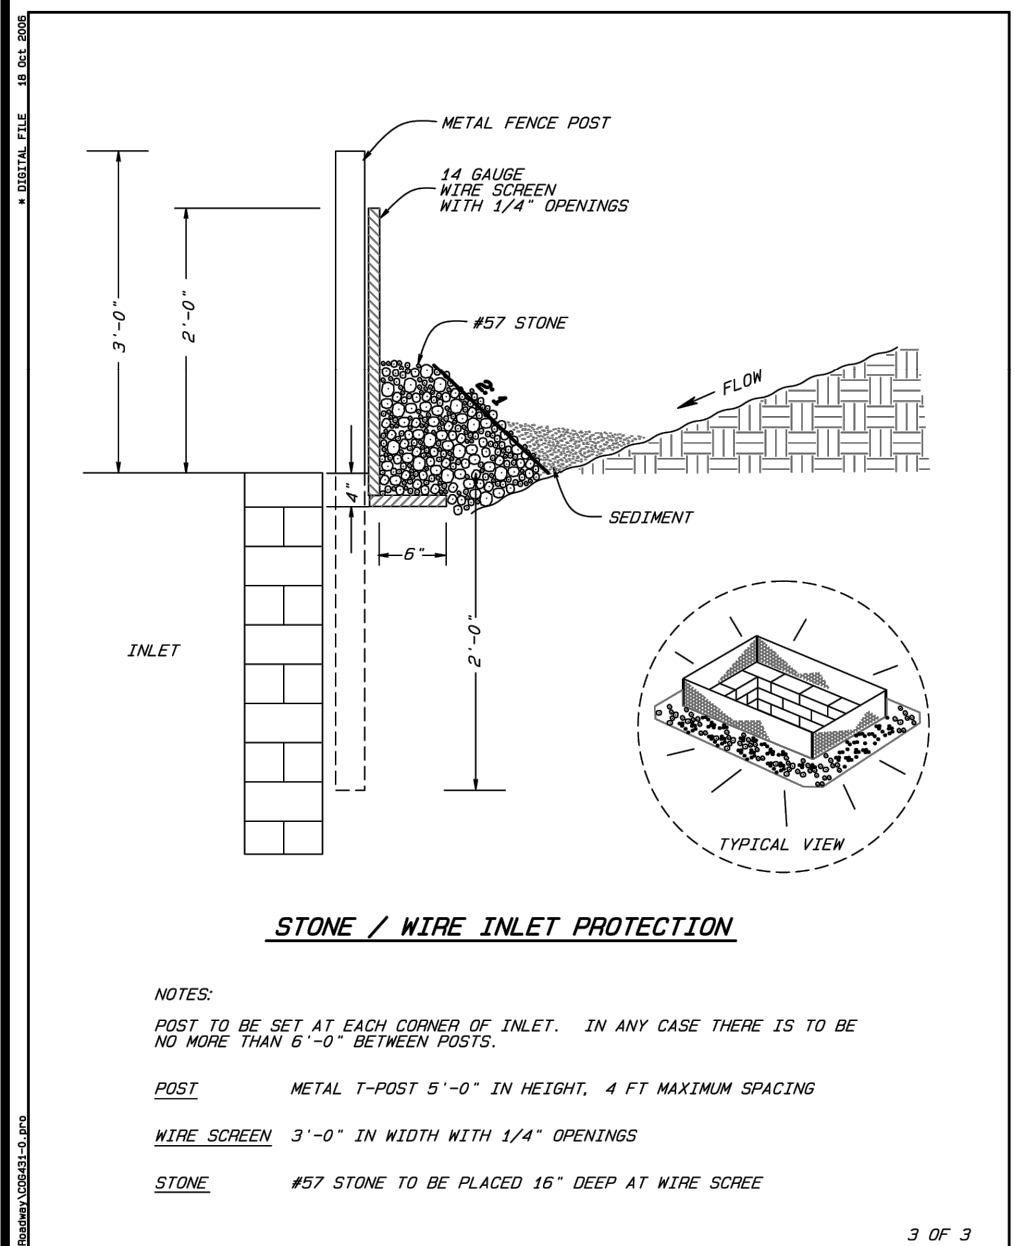 * DIGITAL FILE 18 Oct 2006
METAL FENCE POST
14 GAUGE
WIRE SCREEN
WITH 1/4" OPENINGS
3'-0"
2'-0"
#57 STONE
2:1
FLOW
4"
SEDIMENT
6"
2'-0"
INLET
TYPICAL VIEW
STONE / WIRE INLET PROTECTION
NOTES:
POST TO BE SET AT EACH CORNER OF INLET. IN ANY CASE THERE IS TO BE
NO MORE THAN 6'-0" BETWEEN POSTS.
POST METAL T-POST 5'-0" IN HEIGHT, 4 FT MAXIMUM SPACING
WIRE SCREEN 3'-0" IN WIDTH WITH 1/4" OPENINGS
STONE #57 STONE TO BE PLACED 16" DEEP AT WIRE SCREE
Roadway\COG431-0.pro
3 OF 3